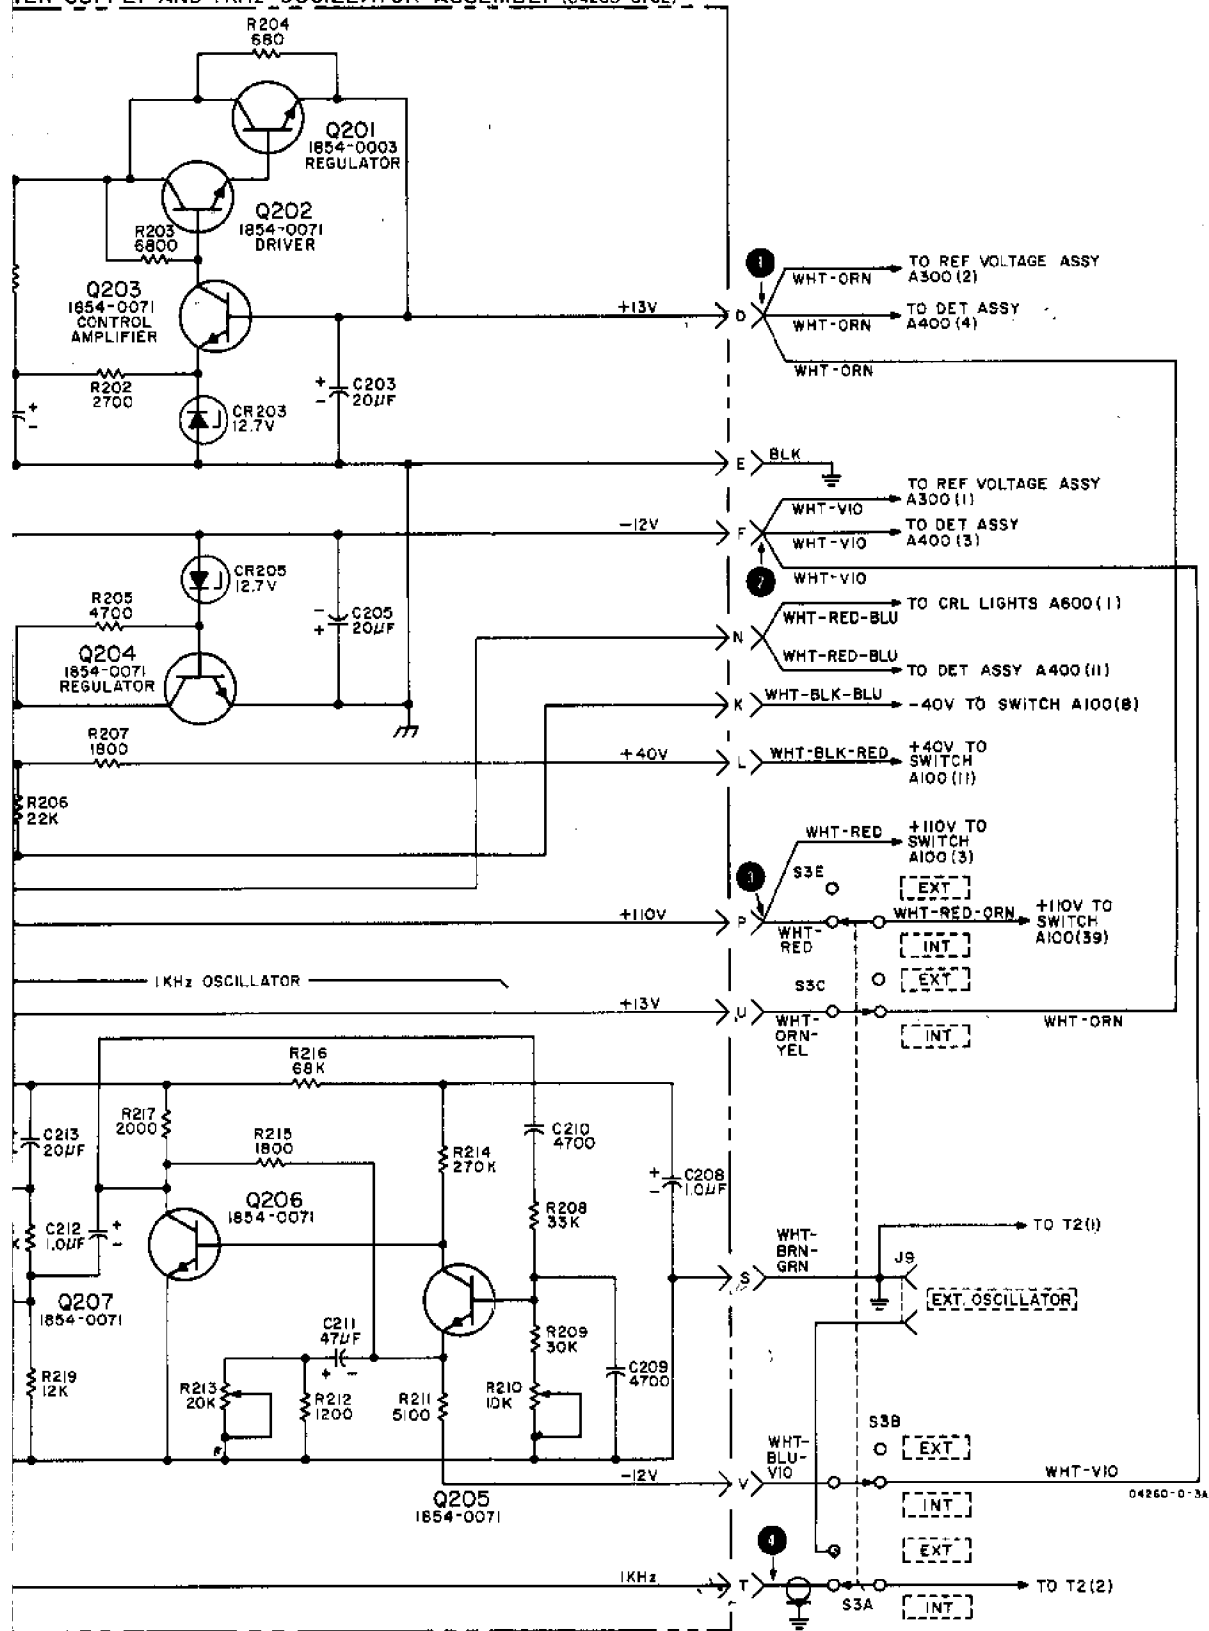 AND 1KHz OSCILLATOR ASSEMBLY
R204
680
Q201
1854-0003
REGULATOR
Q202
1854-0071
DRIVER
R203
6800
Q203
1854-0071
CONTROL
AMPLIFIER
R202
2700
CR203
12.7V
+
-
C203
20µF
+
-
+13V
D
1
WHT-ORN
TO REF VOLTAGE ASSY
A300(2)
WHT-ORN
TO DET ASSY
A400(4)
WHT-ORN
E
BLK
-12V
F
2
WHT-VIO
TO REF VOLTAGE ASSY
A300(1)
WHT-VIO
TO DET ASSY
A400(3)
WHT-VIO
CR205
12.7V
R205
4700
-
+
C205
20µF
Q204
1854-0071
REGULATOR
N
WHT-RED-BLU
TO CRL LIGHTS A600(1)
WHT-RED-BLU
TO DET ASSY A400(11)
K
WHT-BLK-BLU
-40V TO SWITCH A100(8)
R207
1800
+40V
L
WHT-BLK-RED
+40V TO
SWITCH
A100(11)
R206
22K
WHT-RED
+110V TO
SWITCH
A100(3)
3
S3E
EXT
+110V
P
WHT-
RED
WHT-RED-ORN
+110V TO
SWITCH
A100(39)
INT
1KHz OSCILLATOR
S3C
EXT
+13V
U
WHT-
ORN-
YEL
INT
WHT-ORN
R216
68K
R217
2000
C213
20µF
R215
1800
R214
270K
C210
4700
+
-
C208
1.0µF
Q206
1854-0071
R208
33K
C212
1.0µF
+
-
WHT-
BRN-
GRN
TO T2(1)
S
J9
EXT. OSCILLATOR
Q207
1854-0071
C211
47µF
+ -
R209
30K
C209
4700
R219
12K
R213
20K
R212
1200
R211
5100
R210
10K
S3B
EXT
WHT-
BLU-
VIO
-12V
V
WHT-VIO
INT
04260-0-3A
Q205
1854-0071
EXT
4
1KHz
T
S3A
TO T2(2)
INT